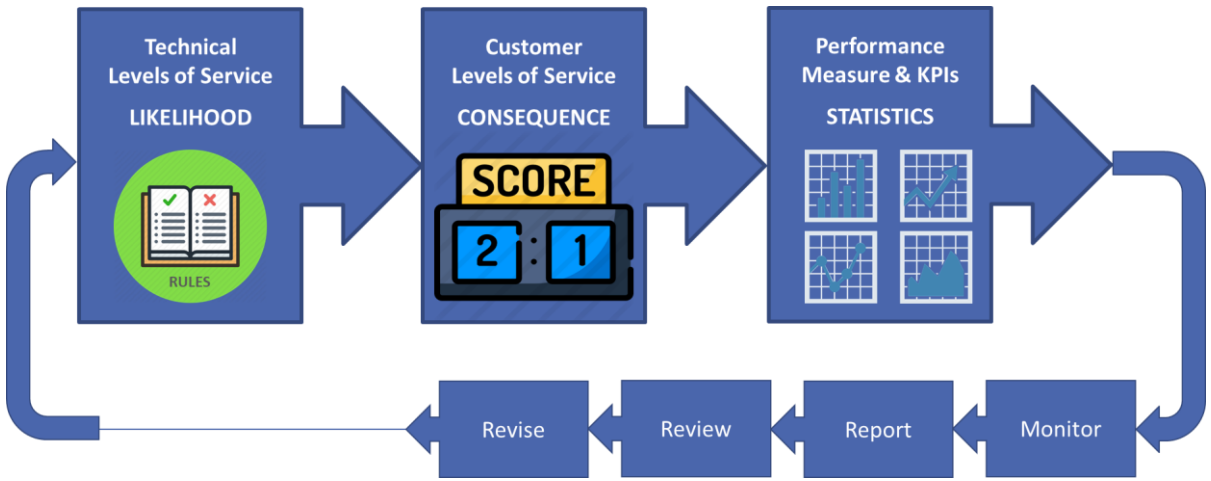 Technical
Levels of Service
LIKELIHOOD
RULES
Customer
Levels of Service
CONSEQUENCE
SCORE
2 : 1
Performance
Measure & KPIs
STATISTICS
Revise
Review
Report
Monitor